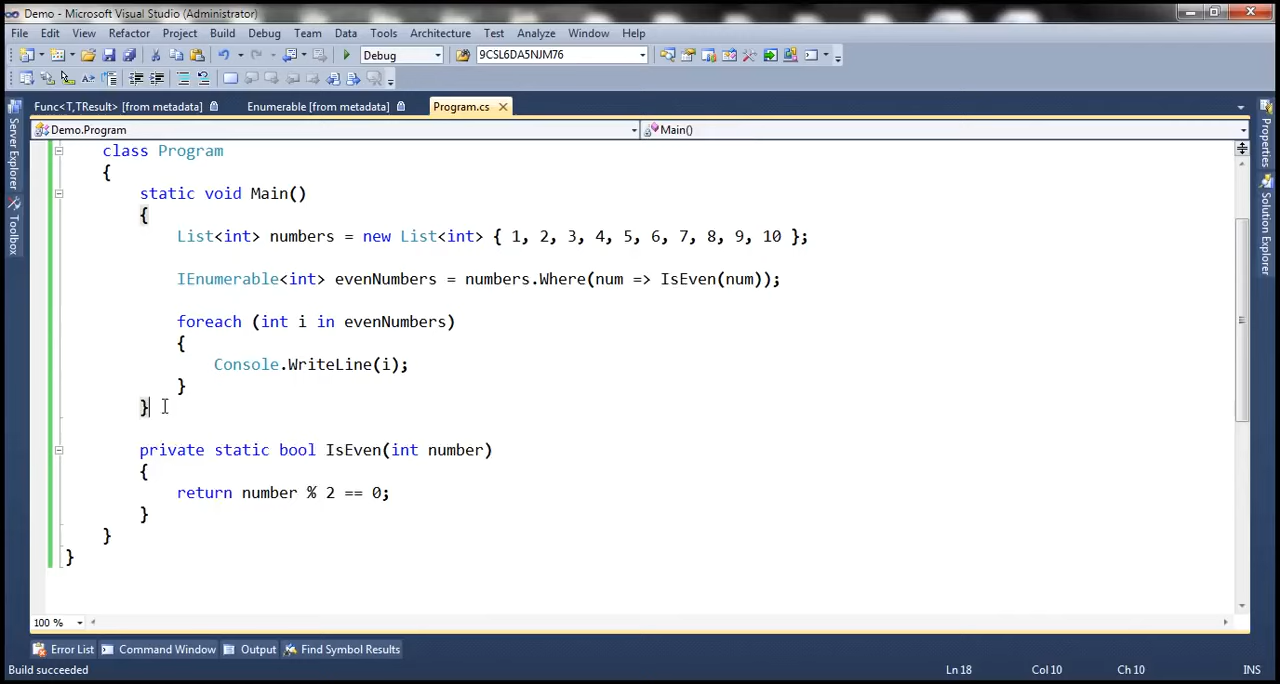 Demo - Microsoft Visual Studio (Administrator)
File Edit View Refactor Project Build Debug Team Data Tools Architecture Test Analyze Window Help
Debug 9CSL6DA5NJM76
Func<T,TResult> [from metadata] Enumerable [from metadata] Program.cs
Demo.Program Main()
class Program
{
static void Main()
{
List<int> numbers = new List<int> { 1, 2, 3, 4, 5, 6, 7, 8, 9, 10 };
IEnumerable<int> evenNumbers = numbers.Where(num => IsEven(num));
foreach (int i in evenNumbers)
{
Console.WriteLine(i);
}
}
private static bool IsEven(int number)
{
return number % 2 == 0;
}
}
}
100 %
Error List Command Window Output Find Symbol Results
Build succeeded Ln 18 Col 10 Ch 10 INS
Server Explorer
Toolbox
Properties
Solution Explorer